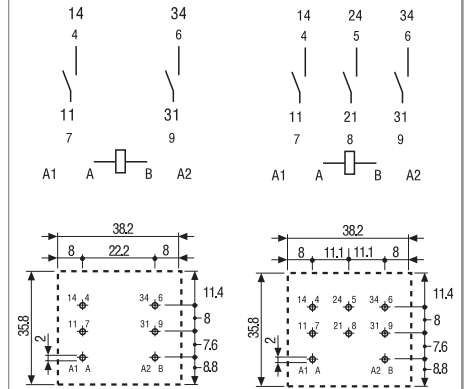 14 34 14 24 34
4 6 4 5 6
11 31 11 21 31
7 9 7 8 9
A1 A B A2 A1 A B A2
38.2 38.2
8 22.2 8 8 11.1 11.1 8
14 4 34 6 11.4 14 4 24 5 34 6 11.4
35.8 8 35.8 8
11 7 31 9 11 7 21 8 31 9
2 7.6 2 7.6
A1 A A2 B 8.8 A1 A A2 B 8.8